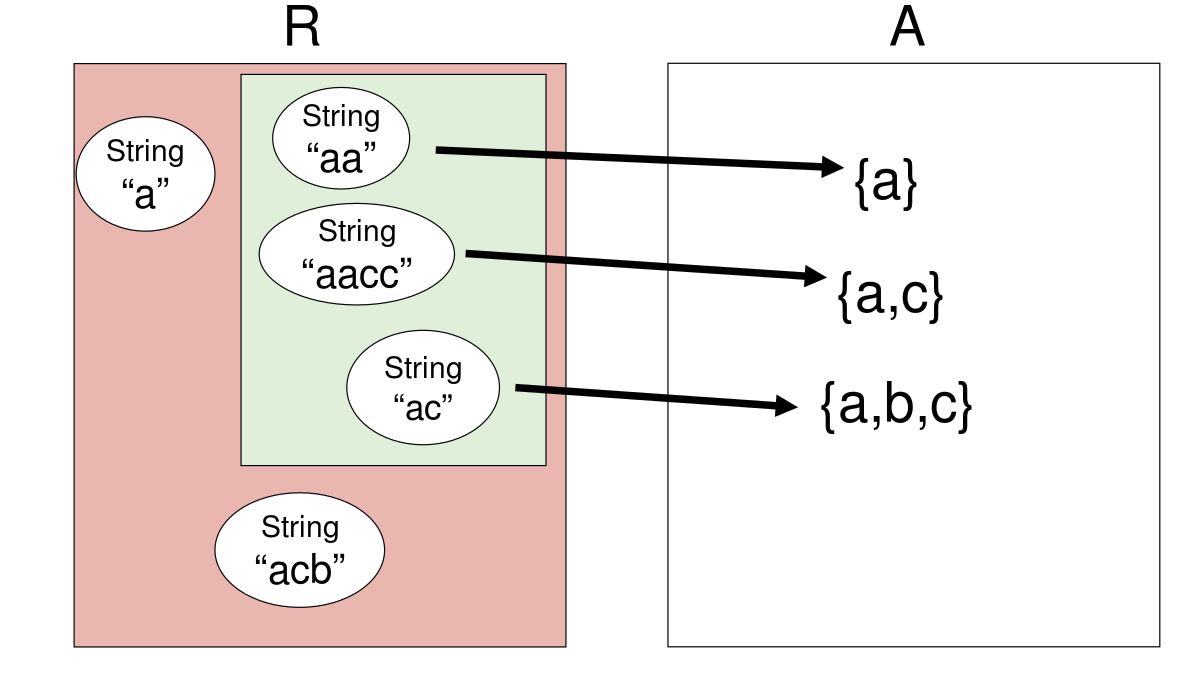 R
A
String
“a”
String
“aa”
String
“aacc”
String
“ac”
String
“acb”
{a}
{a,c}
{a,b,c}